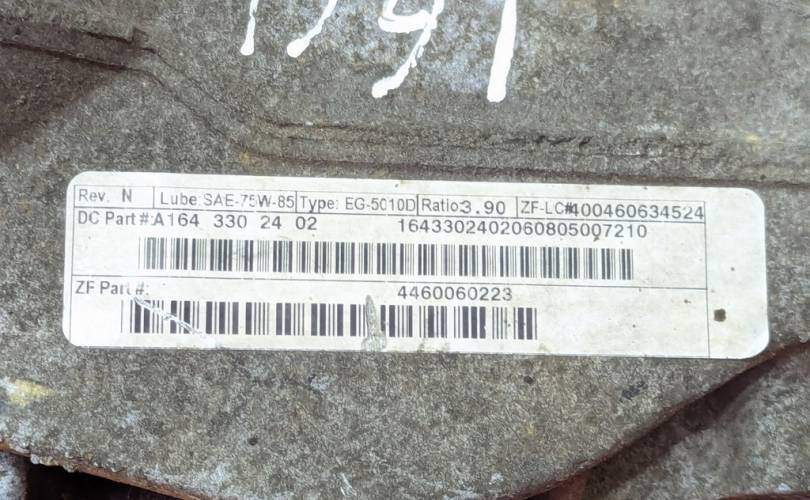 Rev. N Lube: SAE-75W-85 Type: EG-5010D Ratio: 3.90 ZF-LC#: 400460634524
DC Part #: A164 330 24 02 1643302402060805007210
ZF Part#: 4460060223